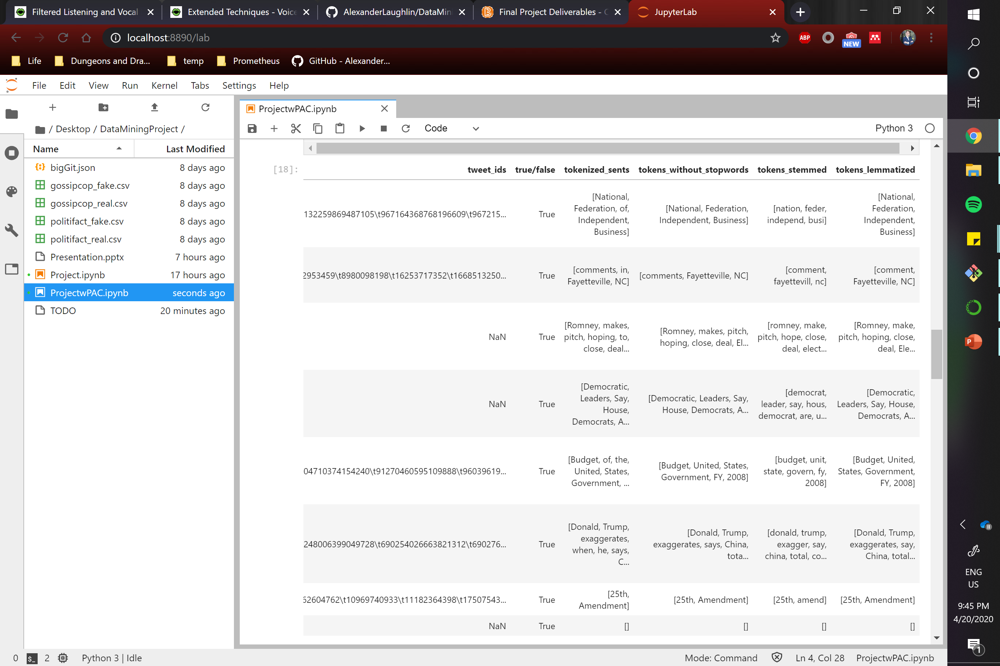 Filtered Listening and Vocal
Extended Techniques - Voice
AlexanderLaughlin/DataMini
Final Project Deliverables - C
JupyterLab
localhost:8890/lab
ABP
NEW
Life
Dungeons and Dra...
temp
Prometheus
GitHub - Alexander...
File Edit View Run Kernel Tabs Settings Help
/ Desktop / DataMiningProject /
Name Last Modified
bigGit.json 8 days ago
gossipcop_fake.csv 8 days ago
gossipcop_real.csv 8 days ago
politifact_fake.csv 8 days ago
politifact_real.csv 8 days ago
Presentation.pptx 7 hours ago
Project.ipynb 17 hours ago
ProjectwPAC.ipynb seconds ago
TODO 20 minutes ago
ProjectwPAC.ipynb
Code
Python 3
[18]:
tweet_ids true/false tokenized_sents tokens_without_stopwords tokens_stemmed tokens_lemmatized
132259869487105\t967164368768196609\t967215...
True
[National,
Federation, of,
Independent,
Business]
[National, Federation,
Independent, Business]
[nation, feder,
independ, busi]
[National,
Federation,
Independent,
Business]
2953459\t8980098198\t16253717352\t1668513250...
True
[comments, in,
Fayetteville, NC]
[comments, Fayetteville, NC]
[comment,
fayettevill, nc]
[comment,
Fayetteville, NC]
NaN
True
[Romney, makes,
pitch, hoping, to,
close, deal...
[Romney, makes, pitch,
hoping, close, deal, El...
[romney, make,
pitch, hope, close,
deal, elect...
[Romney, make,
pitch, hoping, close,
deal, Ele...
NaN
True
[Democratic,
Leaders, Say,
House,
Democrats, A...
[Democratic, Leaders, Say,
House, Democrats, A...
[democrat,
leader, say, hous,
democrat, are, u...
[Democratic,
Leaders, Say, House,
Democrats, A...
04710374154240\t91270460595109888\t96039619...
True
[Budget, of, the,
United, States,
Government, ...
[Budget, United, States,
Government, FY, 2008]
[budget, unit,
state, govern, fy,
2008]
[Budget, United,
States, Government,
FY, 2008]
248006399049728\t690254026663821312\t690276...
True
[Donald, Trump,
exaggerates,
when, he, says,
C...
[Donald, Trump,
exaggerates, says, China,
tota...
[donald, trump,
exagger, say,
china, total, co...
[Donald, Trump,
exaggerates, say,
China, total...
62604762\t10969740933\t11182364398\t17507543...
True
[25th,
Amendment]
[25th, Amendment]
[25th, amend]
[25th, Amendment]
NaN
True
[]
[]
[]
[]
0
$_
2
Python 3 | Idle
Mode: Command
Ln 4, Col 28
ProjectwPAC.ipynb
P
ENG
US
9:45 PM
4/20/2020
1